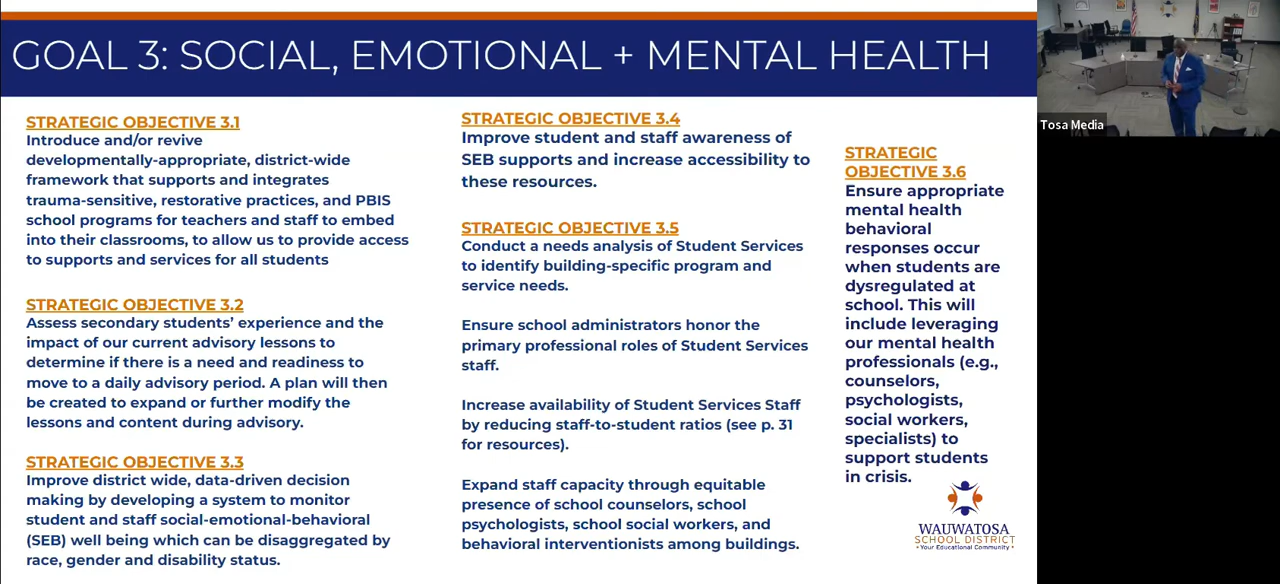 GOAL 3: SOCIAL, EMOTIONAL + MENTAL HEALTH
STRATEGIC OBJECTIVE 3.1
Introduce and/or revive
developmentally-appropriate, district-wide
framework that supports and integrates
trauma-sensitive, restorative practices, and PBIS
school programs for teachers and staff to embed
into their classrooms, to allow us to provide access
to supports and services for all students
STRATEGIC OBJECTIVE 3.2
Assess secondary students’ experience and the
impact of our current advisory lessons to
determine if there is a need and readiness to
move to a daily advisory period. A plan will then
be created to expand or further modify the
lessons and content during advisory.
STRATEGIC OBJECTIVE 3.3
Improve district wide, data-driven decision
making by developing a system to monitor
student and staff social-emotional-behavioral
(SEB) well being which can be disaggregated by
race, gender and disability status.
STRATEGIC OBJECTIVE 3.4
Improve student and staff awareness of
SEB supports and increase accessibility to
these resources.
STRATEGIC OBJECTIVE 3.5
Conduct a needs analysis of Student Services
to identify building-specific program and
service needs.
Ensure school administrators honor the
primary professional roles of Student Services
staff.
Increase availability of Student Services Staff
by reducing staff-to-student ratios (see p. 31
for resources).
Expand staff capacity through equitable
presence of school counselors, school
psychologists, school social workers, and
behavioral interventionists among buildings.
STRATEGIC
OBJECTIVE 3.6
Ensure appropriate
mental health
behavioral
responses occur
when students are
dysregulated at
school. This will
include leveraging
our mental health
professionals (e.g.,
counselors,
psychologists,
social workers,
specialists) to
support students
in crisis.
WAUWATOSA
SCHOOL DISTRICT
• Your Educational Community •
Tosa Media